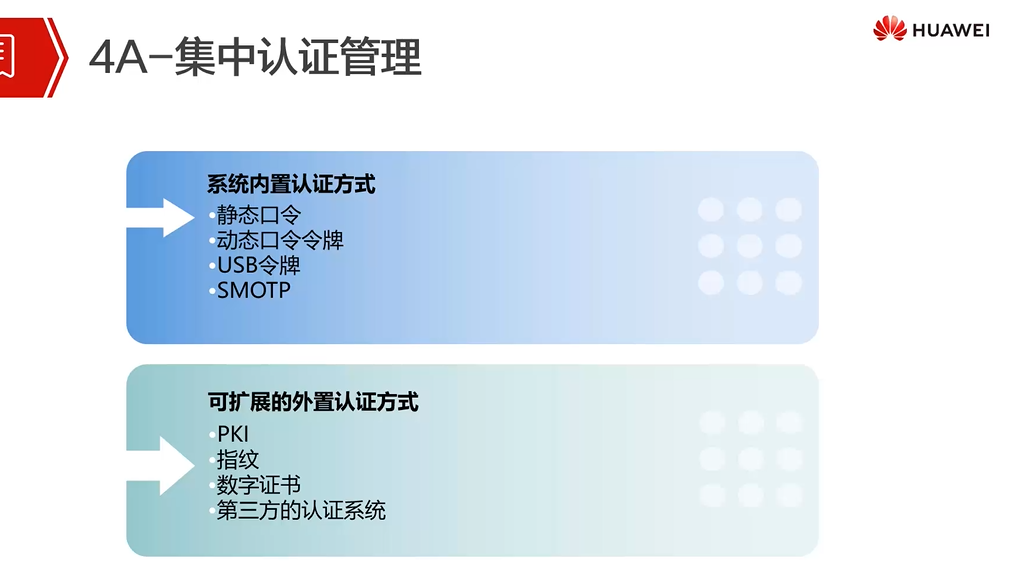 HUAWEI
4A-集中认证管理
系统内置认证方式
•静态口令
•动态口令令牌
•USB令牌
•SMOTP
可扩展的外置认证方式
•PKI
•指纹
•数字证书
•第三方的认证系统